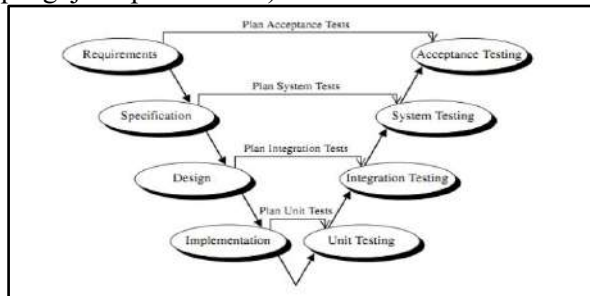 Plan Acceptance Tests
Requirements
Acceptance Testing
Plan System Tests
Specification
System Testing
Plan Integration Tests
Design
Integration Testing
Plan Unit Tests
Implementation
Unit Testing